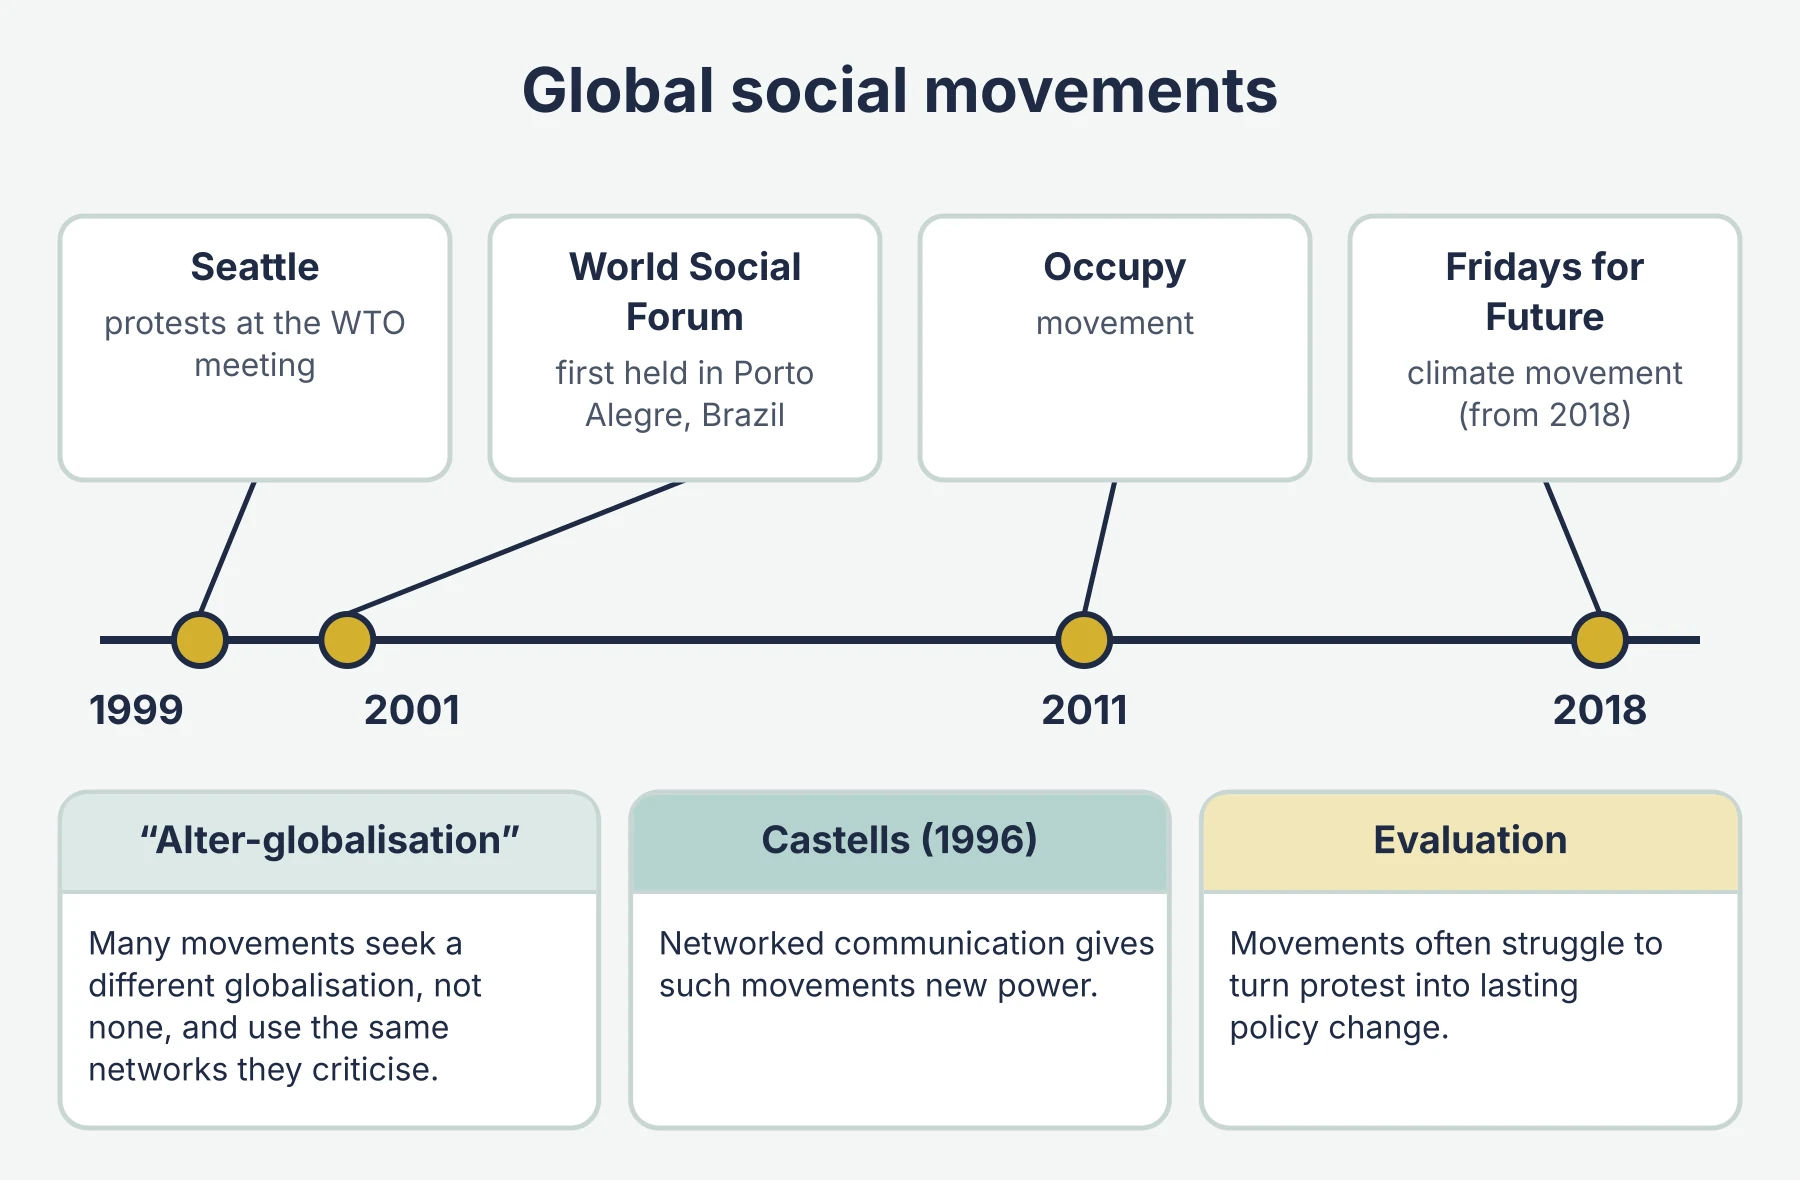 Global social movements
Seattle
protests at the WTO
meeting
World Social
Forum
first held in Porto
Alegre, Brazil
Occupy
movement
Fridays for
Future
climate movement
(from 2018)
1999
2001
2011
2018
“Alter-globalisation”
Many movements seek a
different globalisation, not
none, and use the same
networks they criticise.
Castells (1996)
Networked communication gives
such movements new power.
Evaluation
Movements often struggle to
turn protest into lasting
policy change.